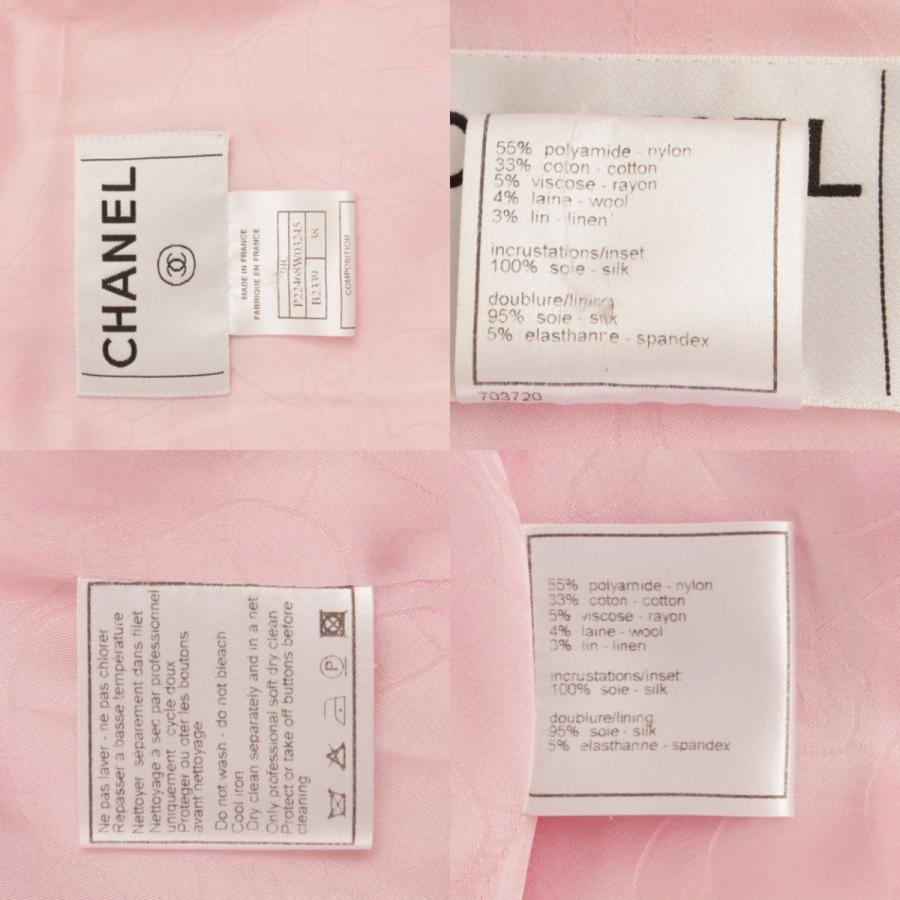 CHANEL
MADE IN FRANCE
FABRIQUE EN FRANCE
04C
P22468W03245
B2339 38
COMPOSITION
55% polyamide - nylon
33% coton - cotton
5% viscose - rayon
4% laine - wool
3% lin - linen
incrustations/inset
100% soie - silk
doublure/lining
95% soie - silk
5% elasthanne - spandex
703720
L
Ne pas laver - ne pas chlorer
Repasser a basse temperature
Nettoyer separement dans filet
Nettoyage à sec par professionnel
uniquement cycle doux
Proteger ou oter les boutons
avant nettoyage
Do not wash - do not bleach
Cool iron
Dry clean separately and in a net
Only professional soft dry clean
Protect or take off buttons before
cleaning
P
55% polyamide - nylon
33% coton - cotton
5% viscose - rayon
4% laine - wool
3% lin - linen
incrustations/inset
100% soie - silk
doublure/lining
95% soie - silk
5% elasthanne - spandex